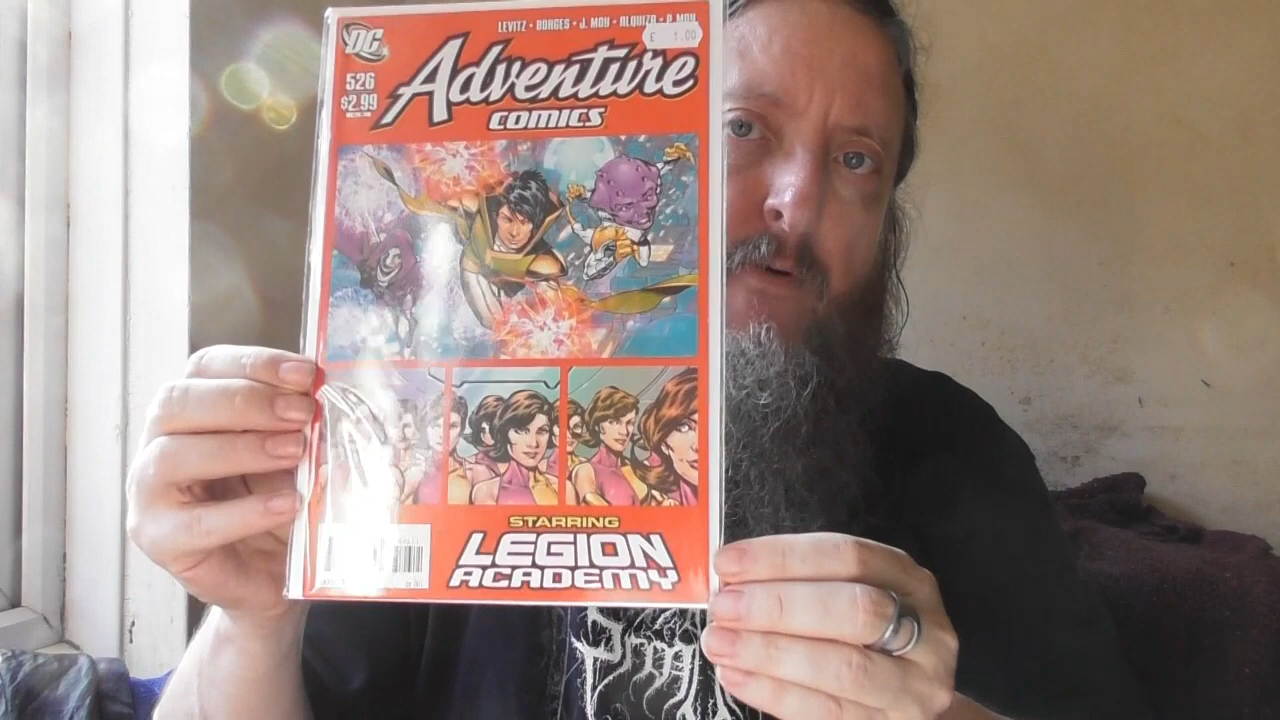 LEVITZ • BORGES • J. MOY • ALQUIZA • P. MOY
£ 1.00
DC
526
$2.99
Adventure
COMICS
STARRING
LEGION
ACADEMY